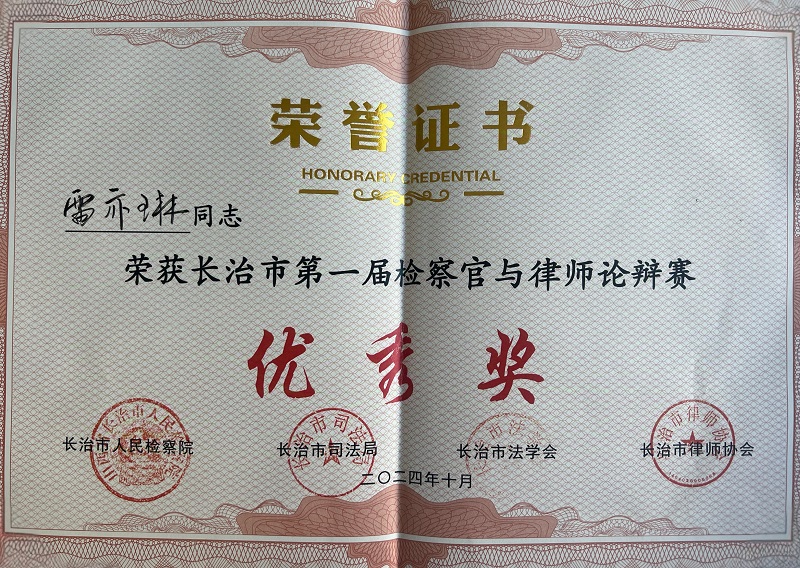 荣誉证书
HONORARY CREDENTIAL
雷亦琳同志
荣获长治市第一届检察官与律师论辩赛
优秀奖
长治市人民检察院 长治市司法局 长治市法学会 长治市律师协会
二〇二四年十月